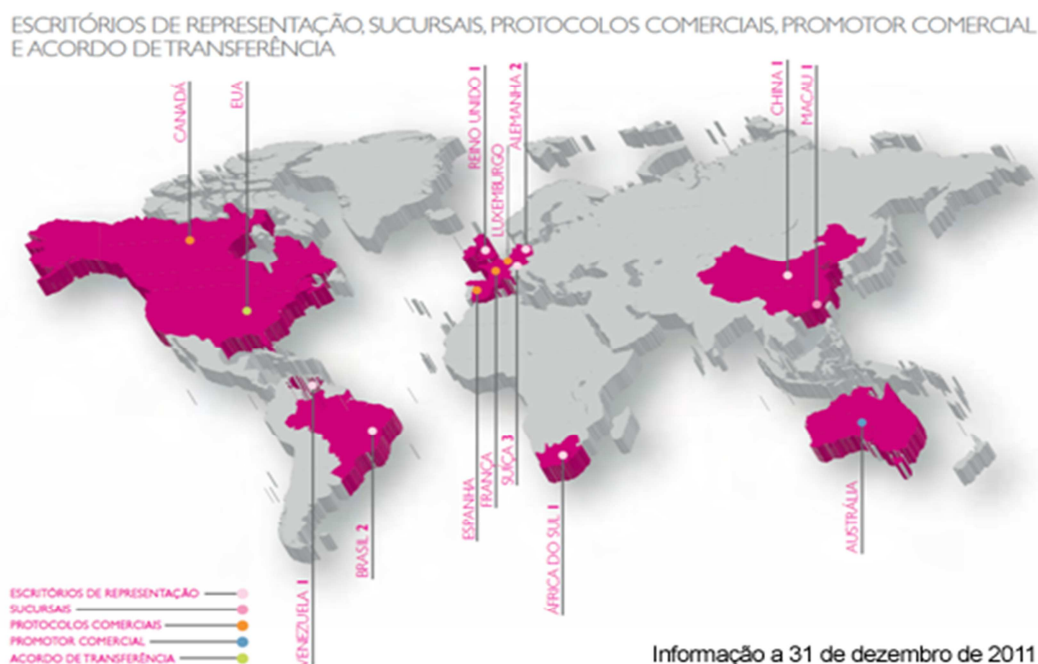 ESCRITÓRIOS DE REPRESENTAÇÃO, SUCURSAIS, PROTOCOLOS COMERCIAIS, PROMOTOR COMERCIAL
E ACORDO DE TRANSFERÊNCIA
CANADÁ
EUA
REINO UNIDO 1
LUXEMBURGO
ALEMANHA 2
CHINA 1
MACAU 1
VENEZUELA 1
BRASIL 2
ESPANHA
FRANÇA
SUIÇA 3
ÁFRICA DO SUL 1
AUSTRÁLIA
ESCRITÓRIOS DE REPRESENTAÇÃO
SUCURSAIS
PROTOCOLOS COMERCIAIS
PROMOTOR COMERCIAL
ACORDO DE TRANSFERÊNCIA
Informação a 31 de dezembro de 2011